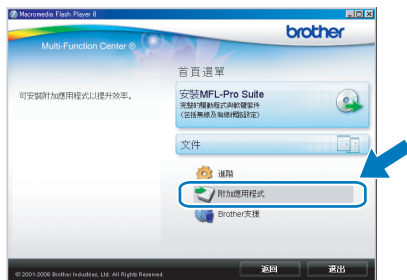 Macromedia Flash Player 8
brother
Multi-Function Center ®
首頁選單
可安裝附加應用程式以提升效率。
安裝MFL-Pro Suite
完整的驅動程式與軟體套件
(包括無線及有線網路設定)
文件
進階
附加應用程式
Brother支援
© 2001-2008 Brother Industries, Ltd. All Rights Reserved.
返回
退出